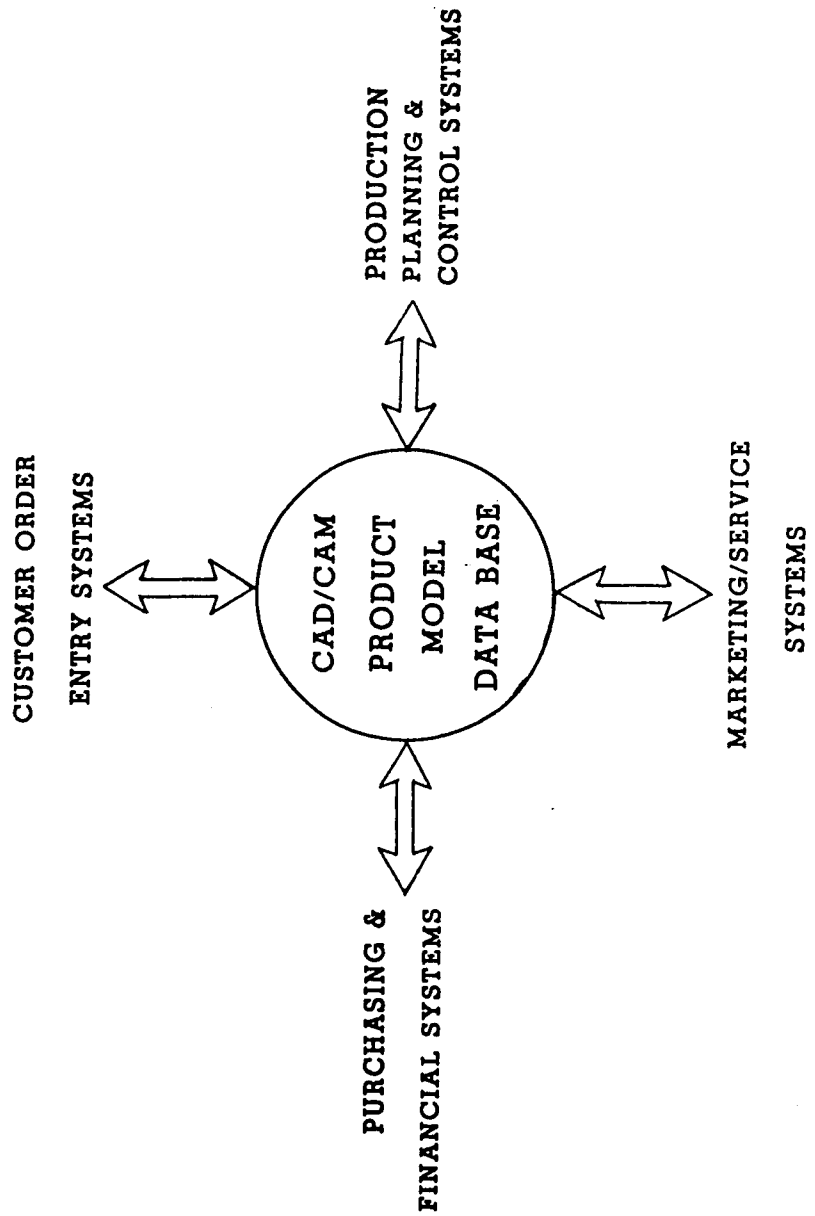 CUSTOMER ORDER
ENTRY SYSTEMS
PURCHASING &
FINANCIAL SYSTEMS
CAD/CAM
PRODUCT
MODEL
DATA BASE
PRODUCTION
PLANNING &
CONTROL SYSTEMS
MARKETING/SERVICE
SYSTEMS